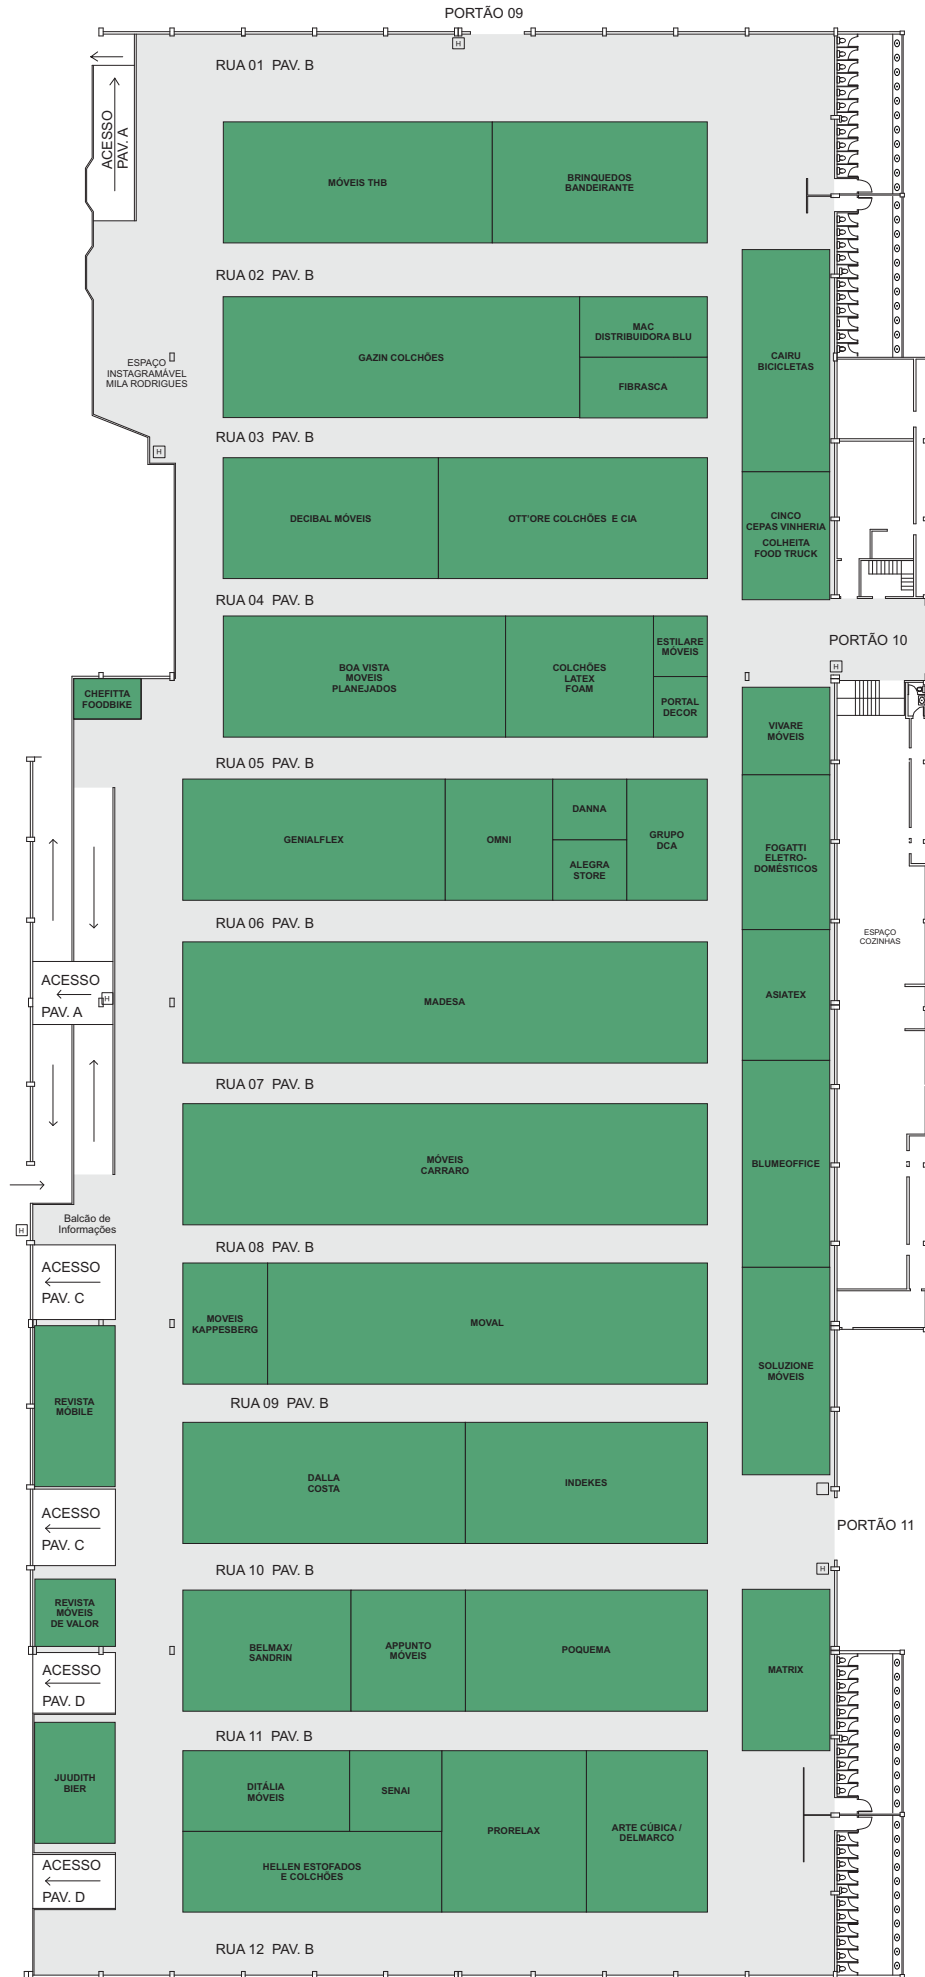 PORTÃO 09
H
RUA 01 PAV. B
ACESSO
PAV. A
MÓVEIS THB
BRINQUEDOS
BANDEIRANTE
RUA 02 PAV. B
GAZIN COLCHÕES
MAC
DISTRIBUIDORA BLU
FIBRASCA
CAIRU
BICICLETAS
ESPAÇO
INSTAGRAMÁVEL
MILA RODRIGUES
RUA 03 PAV. B
H
DECIBAL MÓVEIS
OTT'ORE COLCHÕES E CIA
CINCO
CEPAS VINHERIA
COLHEITA
FOOD TRUCK
RUA 04 PAV. B
PORTÃO 10
H
BOA VISTA
MOVEIS
PLANEJADOS
COLCHÕES
LATEX
FOAM
ESTILARE
MÓVEIS
PORTAL
DECOR
CHEFITTA
FOODBIKE
VIVARE
MÓVEIS
RUA 05 PAV. B
GENIALFLEX
OMNI
DANNA
ALEGRA
STORE
GRUPO
DCA
FOGATTI
ELETRO-
DOMÉSTICOS
RUA 06 PAV. B
ESPAÇO
COZINHAS
ACESSO
H
PAV. A
MADESA
ASIATEX
RUA 07 PAV. B
MÓVEIS
CARRARO
BLUMEOFFICE
H
Balcão de
Informações
RUA 08 PAV. B
ACESSO
PAV. C
MOVEIS
KAPPESBERG
MOVAL
SOLUZIONE
MÓVEIS
REVISTA
MÓBILE
RUA 09 PAV. B
DALLA
COSTA
INDEKES
ACESSO
PAV. C
PORTÃO 11
H
RUA 10 PAV. B
REVISTA
MÓVEIS
DE VALOR
BELMAX/
SANDRIN
APPUNTO
MÓVEIS
POQUEMA
MATRIX
ACESSO
PAV. D
RUA 11 PAV. B
JUUDITH
BIER
DITÁLIA
MÓVEIS
SENAI
PRORELAX
ARTE CÚBICA /
DELMARCO
HELLEN ESTOFADOS
E COLCHÕES
ACESSO
PAV. D
RUA 12 PAV. B